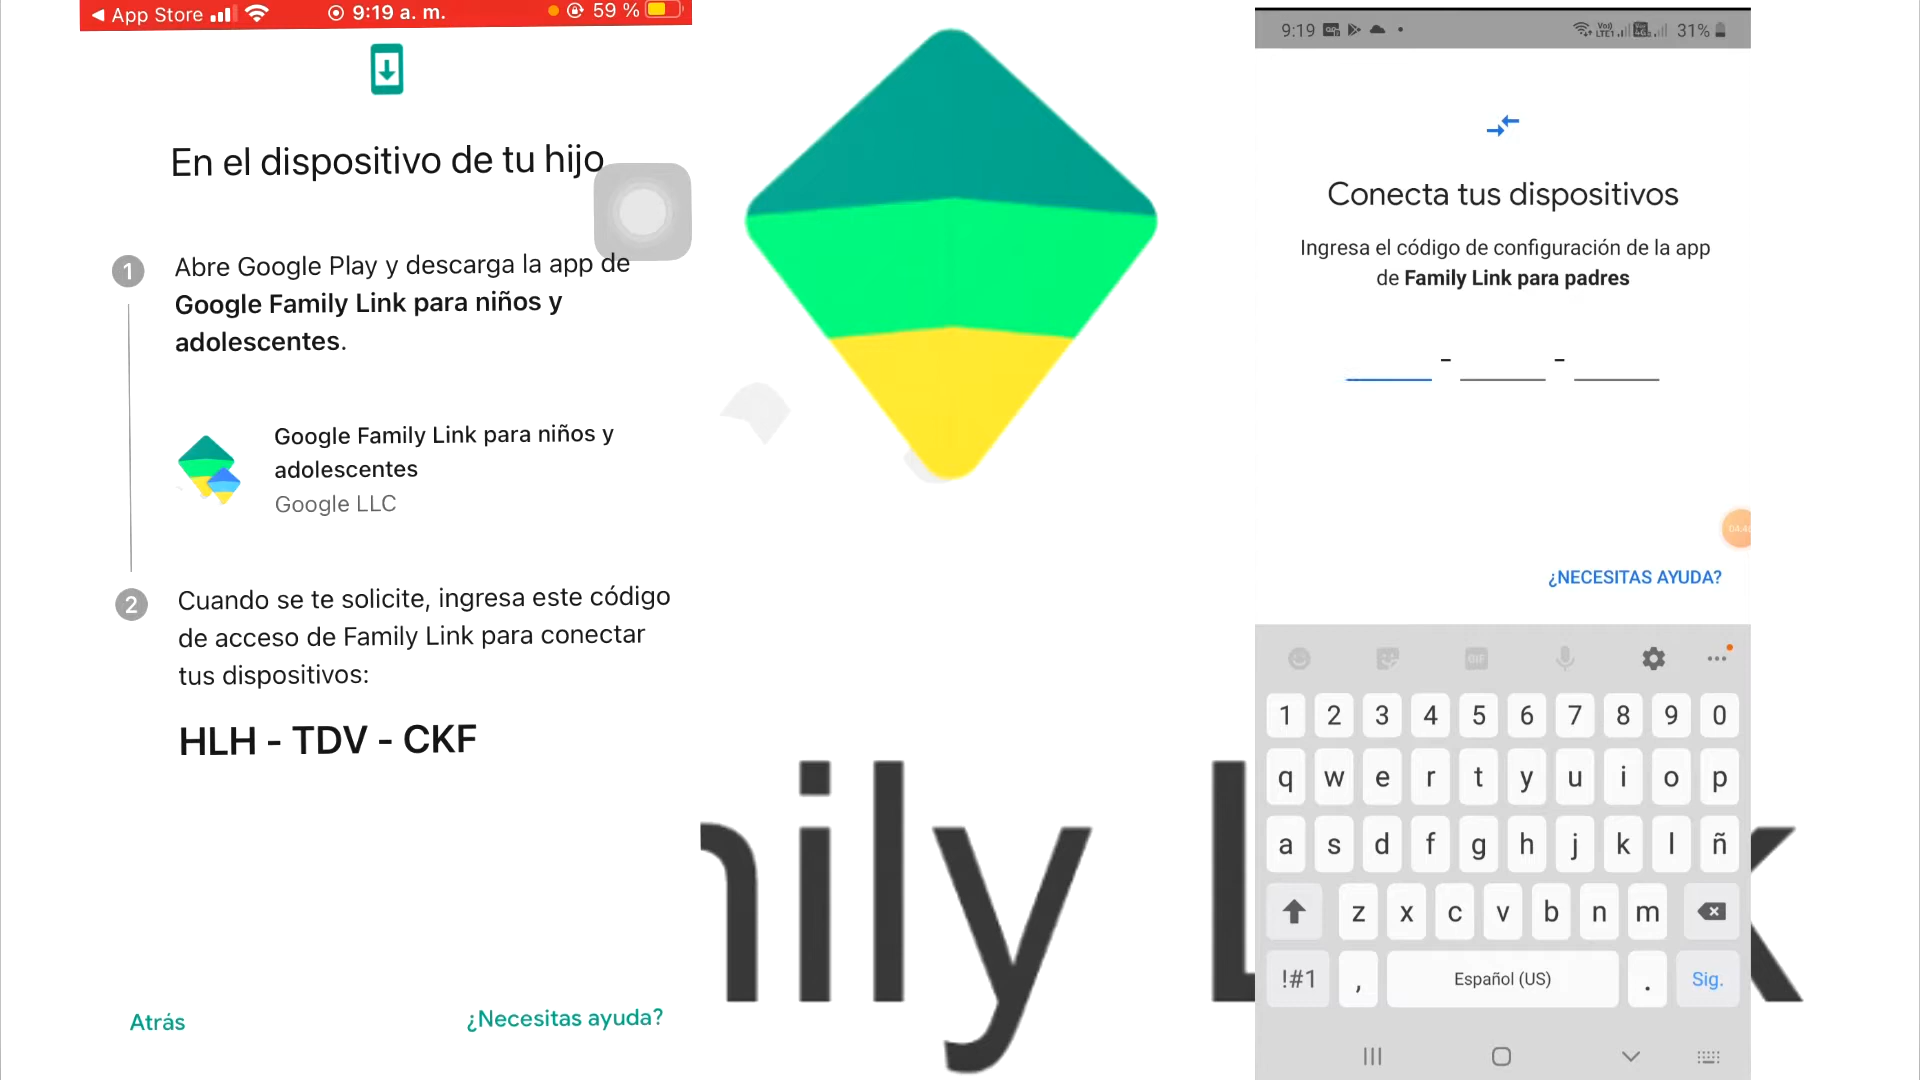 App Store 9:19 a. m. 59 %
En el dispositivo de tu hijo
1
Abre Google Play y descarga la app de
Google Family Link para niños y
adolescentes.
Google Family Link para niños y
adolescentes
Google LLC
2
Cuando se te solicite, ingresa este código
de acceso de Family Link para conectar
tus dispositivos:
HLH - TDV - CKF
Atrás
¿Necesitas ayuda?
mily L k
9:19 31%
Conecta tus dispositivos
Ingresa el código de configuración de la app
de Family Link para padres
- -
¿NECESITAS AYUDA?
GIF
1 2 3 4 5 6 7 8 9 0
q w e r t y u i o p
a s d f g h j k l ñ
z x c v b n m
!#1 , Español (US) . Sig.